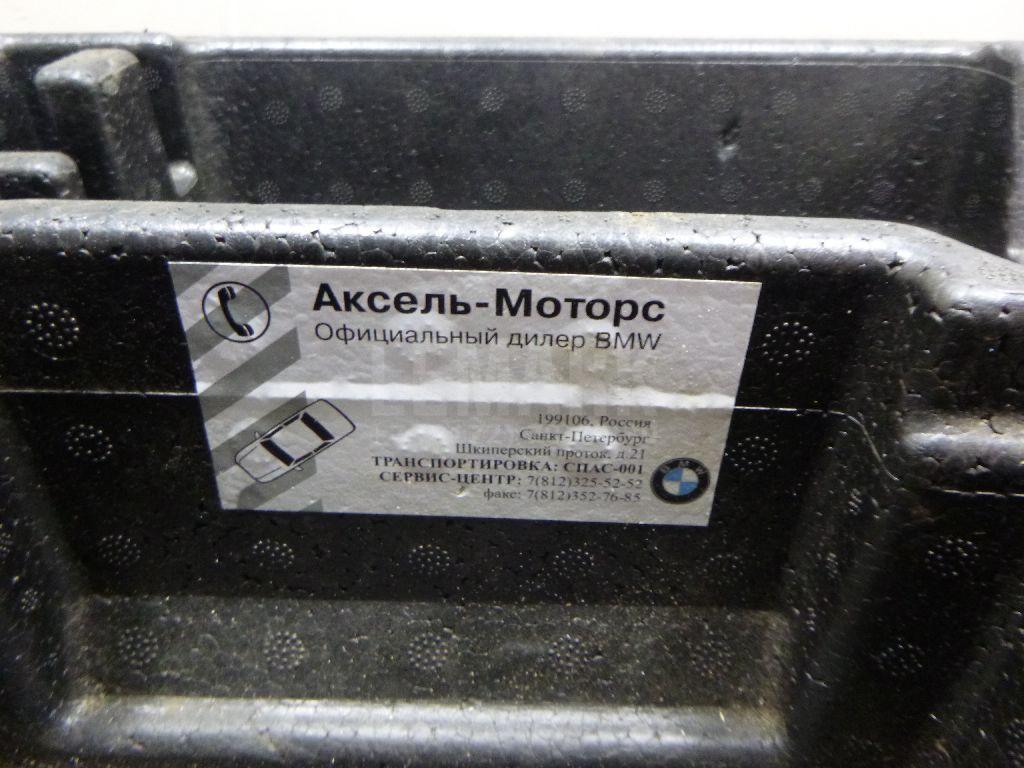 Аксель-Моторс
Официальный дилер BMW
199106, Россия
Санкт-Петербург
Шкиперский проток, д.21
ТРАНСПОРТИРОВКА: СПАС-001
СЕРВИС-ЦЕНТР: 7(812)325-52-52
факс: 7(812)352-76-85
BMW